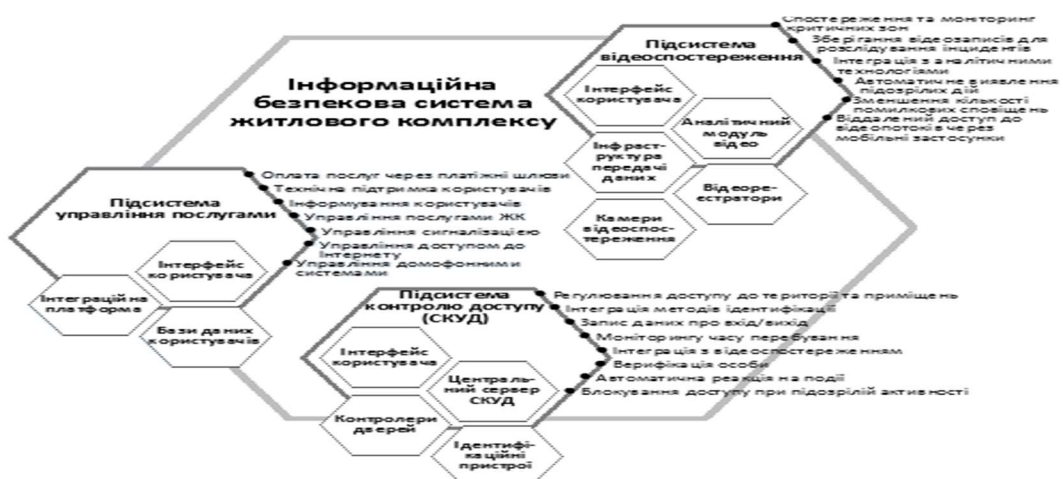 Інформаційна
безпекова система
житлового комплексу
Підсистема
відеоспостереження
Інтерфейс
користувача
Аналітичний
модуль
відео
Інфраст-
руктура
передачі
даних
Відеоре-
єстратори
Камери
відеоспос-
тереження
Спостереження та моніторинг
критичних зон
Зберігання відеозаписів для
розслідування інцидентів
Інтеграція з аналітичними
технологіями
Автоматичне виявлення
підозрілих дій
Зменшення кількості
помилкових сповіщень
Віддалений доступ до
відеопотоків через
мобільні застосунки
Підсистема
управління послугами
Інтерфейс
користувача
Інтеграційна
платформа
Бази даних
користувачів
Оплата послуг через платіжні шлюзи
Технічна підтримка користувачів
Інформування користувачів
Управління послугами ЖК
Управління сигналізацією
Управління доступом до
Інтернету
Управління домофонними
системами
Підсистема
контролю доступу
(СКУД)
Інтерфейс
користувача
Централь-
ний сервер
СКУД
Контролери
дверей
Ідентифі-
каційні
пристрої
Регулювання доступу до території та приміщень
Інтеграція методів ідентифікації
Запис даних про вхід/вихід
Моніторингу часу перебування
Інтеграція з відеоспостереженням
Верифікація особи
Автоматична реакція на події
Блокування доступу при підозрілій активності